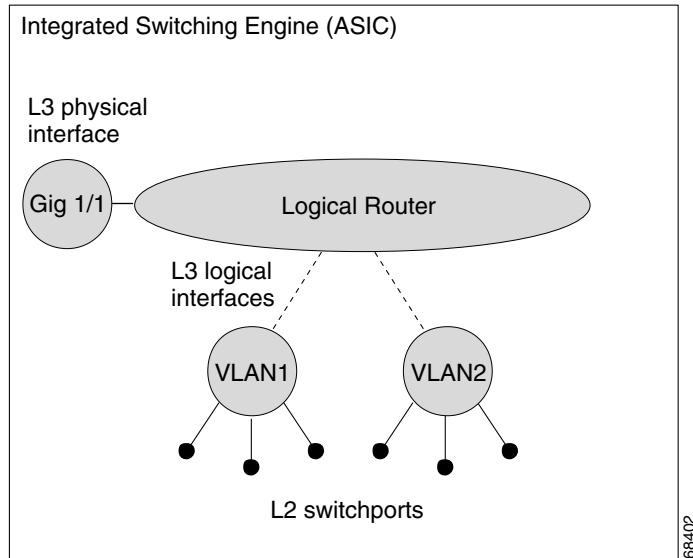 Integrated Switching Engine (ASIC)
L3 physical
interface
Gig 1/1
Logical Router
L3 logical
interfaces
VLAN1
VLAN2
L2 switchports
68402